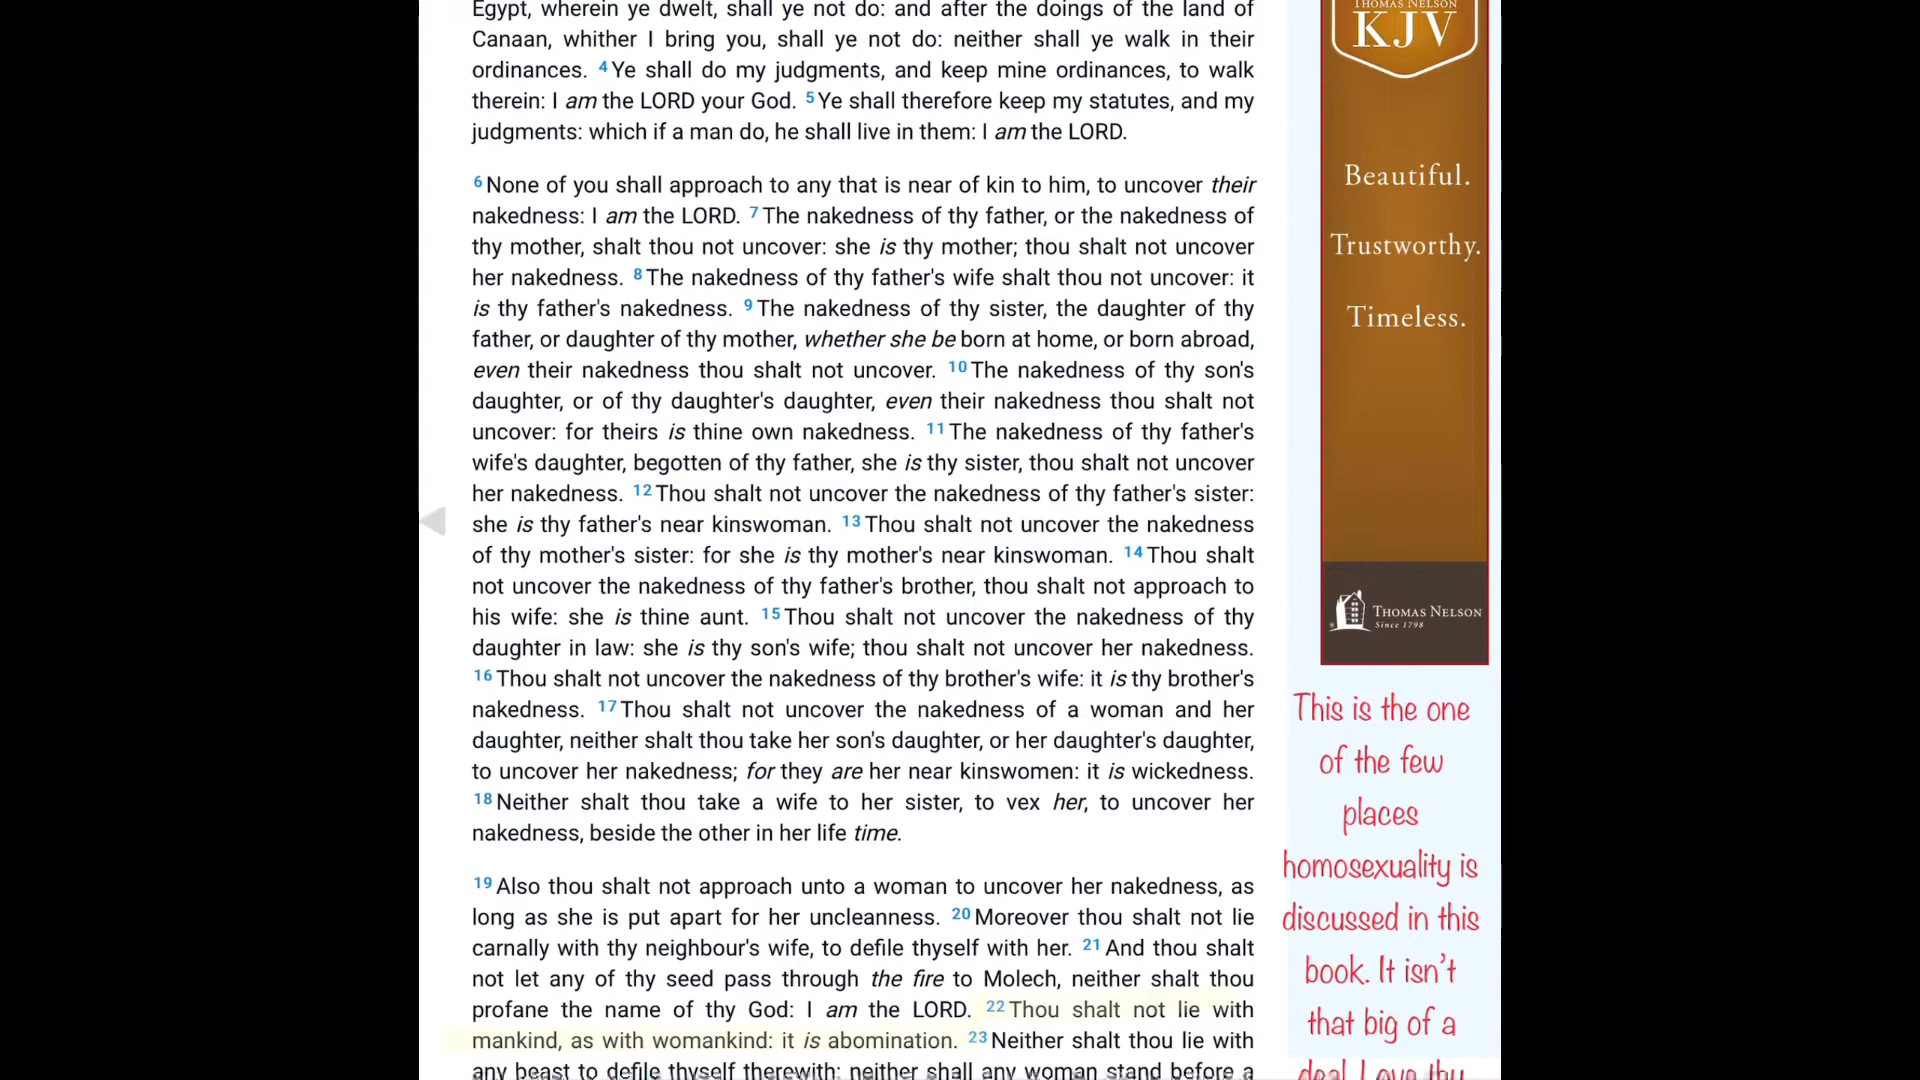 Egypt, wherein ye dwelt, shall ye not do: and after the doings of the land of
Canaan, whither I bring you, shall ye not do: neither shall ye walk in their
ordinances. 4 Ye shall do my judgments, and keep mine ordinances, to walk
therein: I am the LORD your God. 5 Ye shall therefore keep my statutes, and my
judgments: which if a man do, he shall live in them: I am the LORD.
6 None of you shall approach to any that is near of kin to him, to uncover their
nakedness: I am the LORD. 7 The nakedness of thy father, or the nakedness of
thy mother, shalt thou not uncover: she is thy mother; thou shalt not uncover
her nakedness. 8 The nakedness of thy father's wife shalt thou not uncover: it
is thy father's nakedness. 9 The nakedness of thy sister, the daughter of thy
father, or daughter of thy mother, whether she be born at home, or born abroad,
even their nakedness thou shalt not uncover. 10 The nakedness of thy son's
daughter, or of thy daughter's daughter, even their nakedness thou shalt not
uncover: for theirs is thine own nakedness. 11 The nakedness of thy father's
wife's daughter, begotten of thy father, she is thy sister, thou shalt not uncover
her nakedness. 12 Thou shalt not uncover the nakedness of thy father's sister:
she is thy father's near kinswoman. 13 Thou shalt not uncover the nakedness
of thy mother's sister: for she is thy mother's near kinswoman. 14 Thou shalt
not uncover the nakedness of thy father's brother, thou shalt not approach to
his wife: she is thine aunt. 15 Thou shalt not uncover the nakedness of thy
daughter in law: she is thy son's wife; thou shalt not uncover her nakedness.
16 Thou shalt not uncover the nakedness of thy brother's wife: it is thy brother's
nakedness. 17 Thou shalt not uncover the nakedness of a woman and her
daughter, neither shalt thou take her son's daughter, or her daughter's daughter,
to uncover her nakedness; for they are her near kinswomen: it is wickedness.
18 Neither shalt thou take a wife to her sister, to vex her, to uncover her
nakedness, beside the other in her life time.
19 Also thou shalt not approach unto a woman to uncover her nakedness, as
long as she is put apart for her uncleanness. 20 Moreover thou shalt not lie
carnally with thy neighbour's wife, to defile thyself with her. 21 And thou shalt
not let any of thy seed pass through the fire to Molech, neither shalt thou
profane the name of thy God: I am the LORD. 22 Thou shalt not lie with
mankind, as with womankind: it is abomination. 23 Neither shalt thou lie with
any beast to defile thyself therewith: neither shall any woman stand before a
THOMAS NELSON
KJV
Beautiful.
Trustworthy.
Timeless.
THOMAS NELSON
Since 1798
This is the one
of the few
places
homosexuality is
discussed in this
book. It isn't
that big of a
deal. Love thy